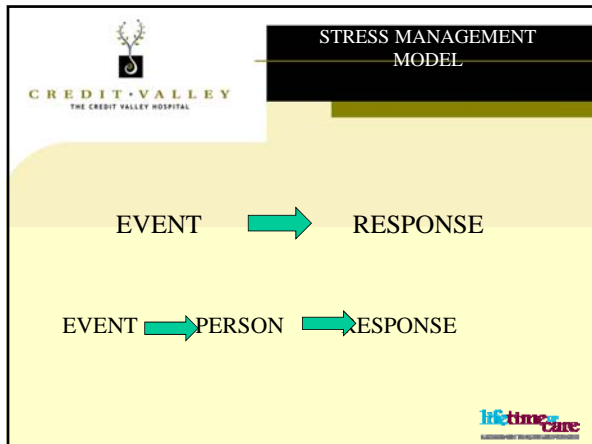 STRESS MANAGEMENT
MODEL
CREDIT • VALLEY
THE CREDIT VALLEY HOSPITAL
EVENT RESPONSE
EVENT PERSON RESPONSE
lifetime of
care